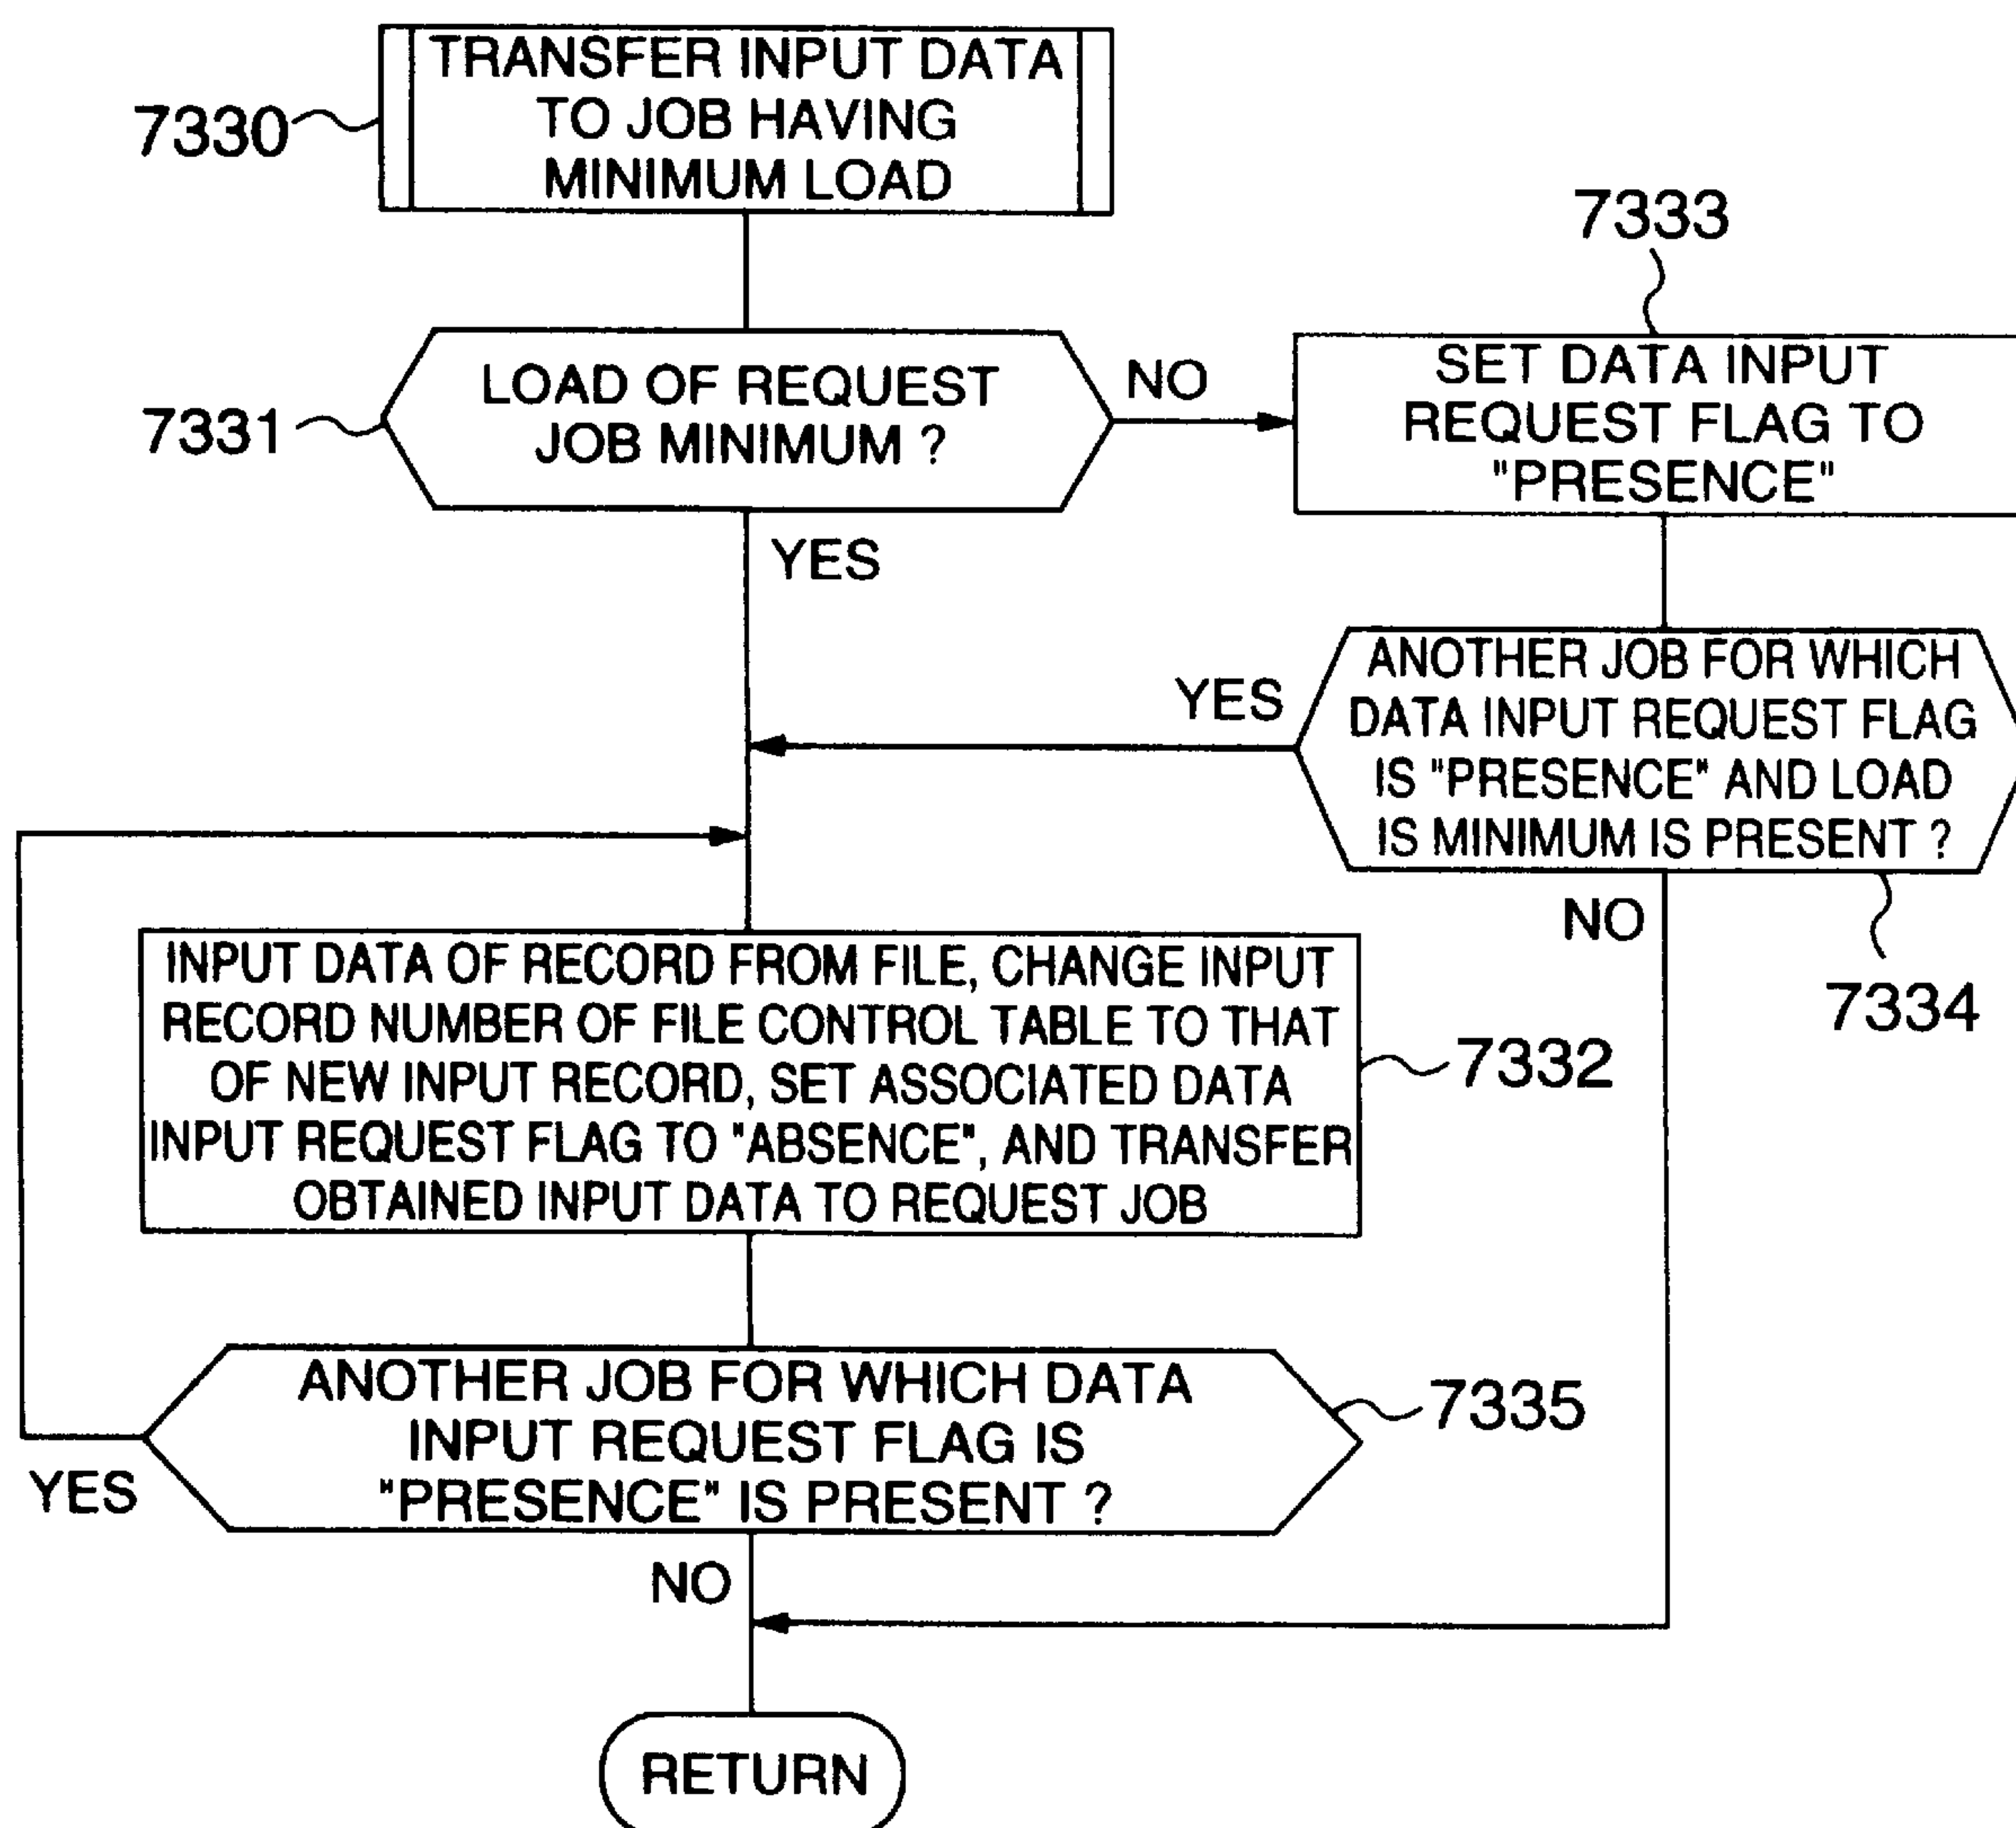 TRANSFER INPUT DATA
TO JOB HAVING
MINIMUM LOAD
7330
7333
LOAD OF REQUEST
JOB MINIMUM ?
7331
NO
YES
SET DATA INPUT
REQUEST FLAG TO
"PRESENCE"
ANOTHER JOB FOR WHICH
DATA INPUT REQUEST FLAG
IS "PRESENCE" AND LOAD
IS MINIMUM IS PRESENT ?
YES
NO
7334
INPUT DATA OF RECORD FROM FILE, CHANGE INPUT
RECORD NUMBER OF FILE CONTROL TABLE TO THAT
OF NEW INPUT RECORD, SET ASSOCIATED DATA
INPUT REQUEST FLAG TO "ABSENCE", AND TRANSFER
OBTAINED INPUT DATA TO REQUEST JOB
7332
ANOTHER JOB FOR WHICH DATA
INPUT REQUEST FLAG IS
"PRESENCE" IS PRESENT ?
7335
YES
NO
RETURN